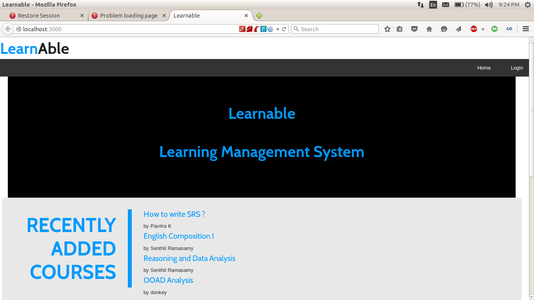 Learnable - Mozilla Firefox
En
(77%)
9:24 PM
Restore Session
Problem loading page
Learnable
localhost:3000
Search
LearnAble
Home
Login
Learnable
Learning Management System
RECENTLY
ADDED
COURSES
How to write SRS ?
by Pavitra K
English Composition I
by Senthil Ramasamy
Reasoning and Data Analysis
by Senthil Ramasamy
OOAD Analysis
by donkey